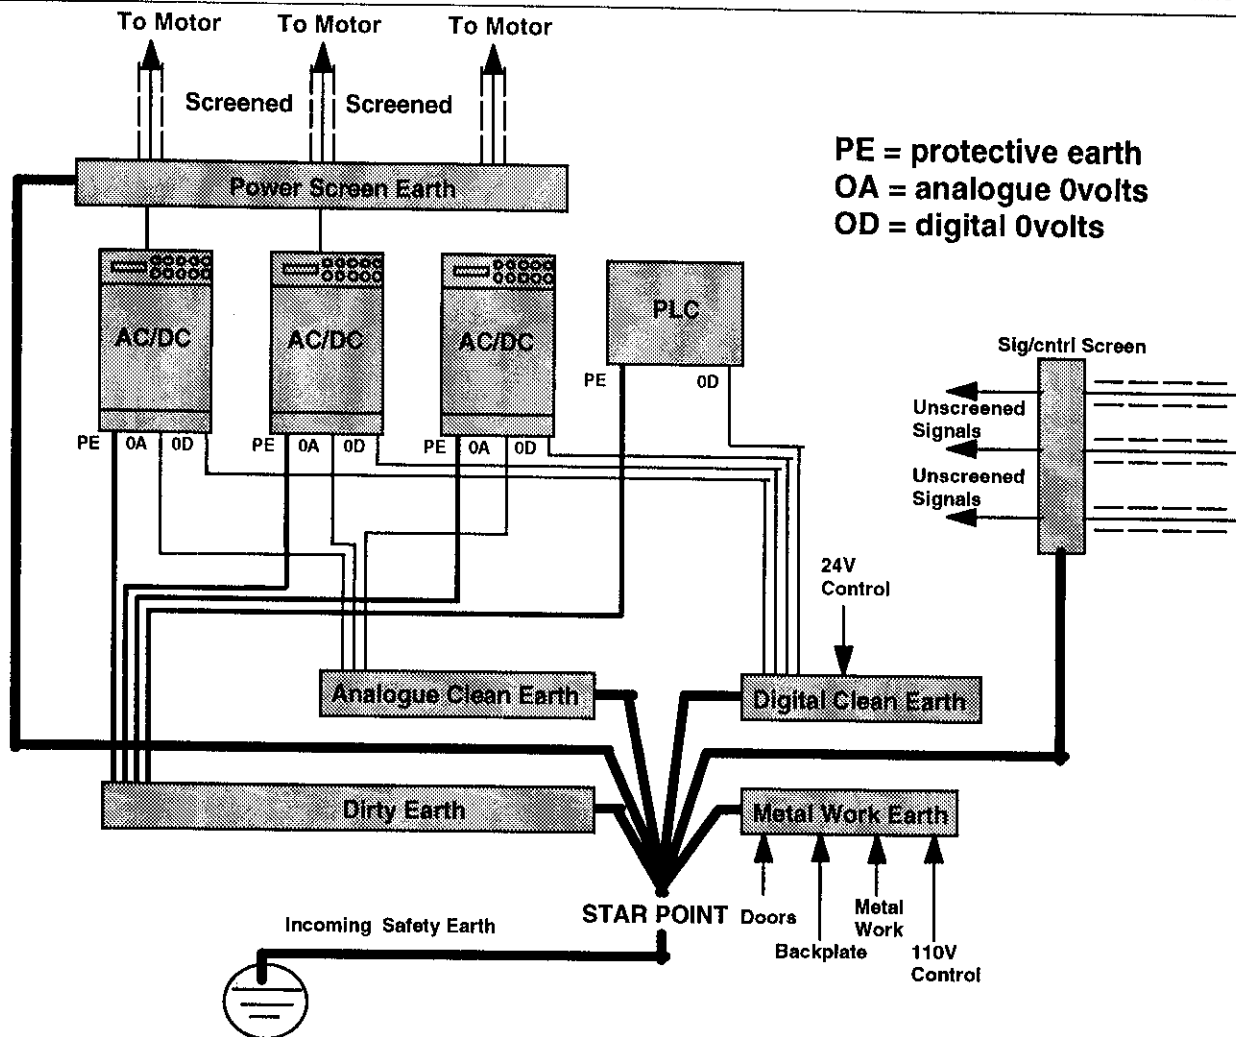 To Motor To Motor To Motor
Screened Screened
PE = protective earth
OA = analogue 0volts
OD = digital 0volts
Power Screen Earth
AC/DC AC/DC AC/DC PLC
Sig/cntrl Screen
PE 0D
Unscreened
Signals
PE 0A 0D PE 0A 0D PE 0A 0D
Unscreened
Signals
24V
Control
Analogue Clean Earth Digital Clean Earth
Dirty Earth Metal Work Earth
STAR POINT Doors Metal
Work
Incoming Safety Earth
Backplate 110V
Control